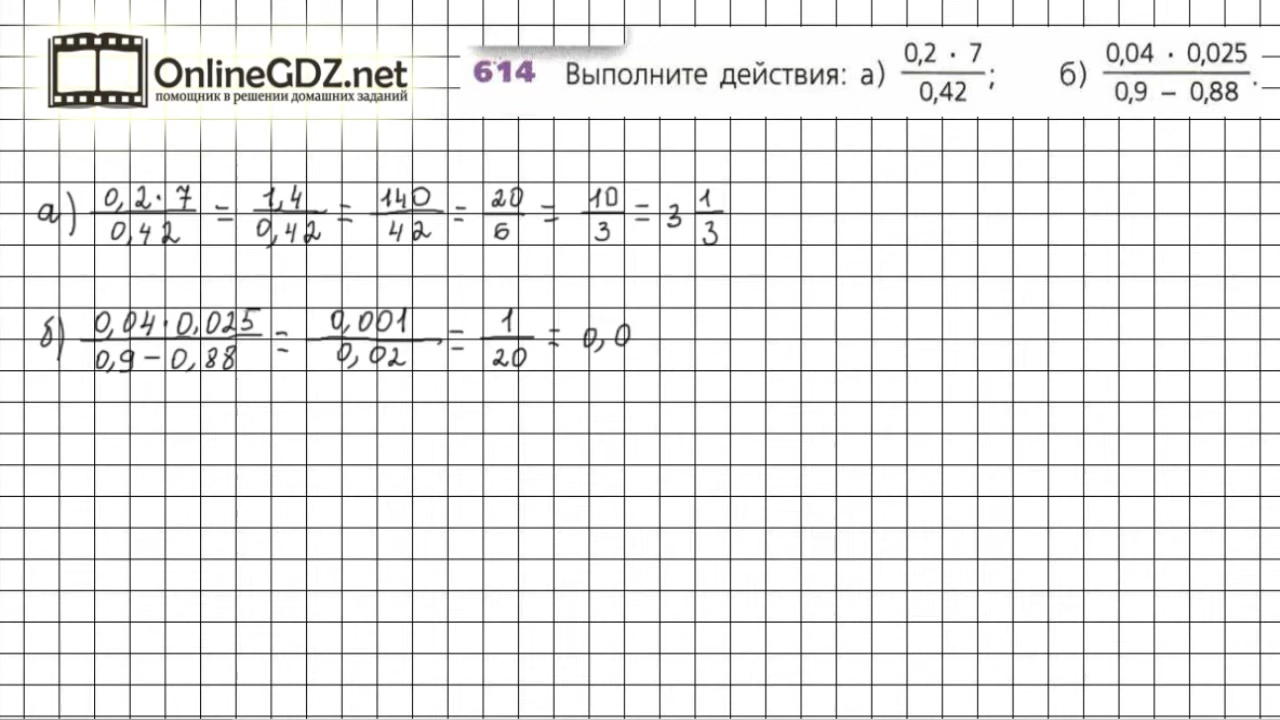 OnlineGDZ.net
помощник в решении домашних заданий
614 Выполните действия: а) 0,2 · 7 / 0,42; б) 0,04 · 0,025 / 0,9 – 0,88.
а) 0,2·7 / 0,42 = 1,4 / 0,42 = 140 / 42 = 20 / 6 = 10 / 3 = 3 1/3
б) 0,04·0,025 / 0,9–0,88 = 0,001 / 0,02 = 1 / 20 = 0,0